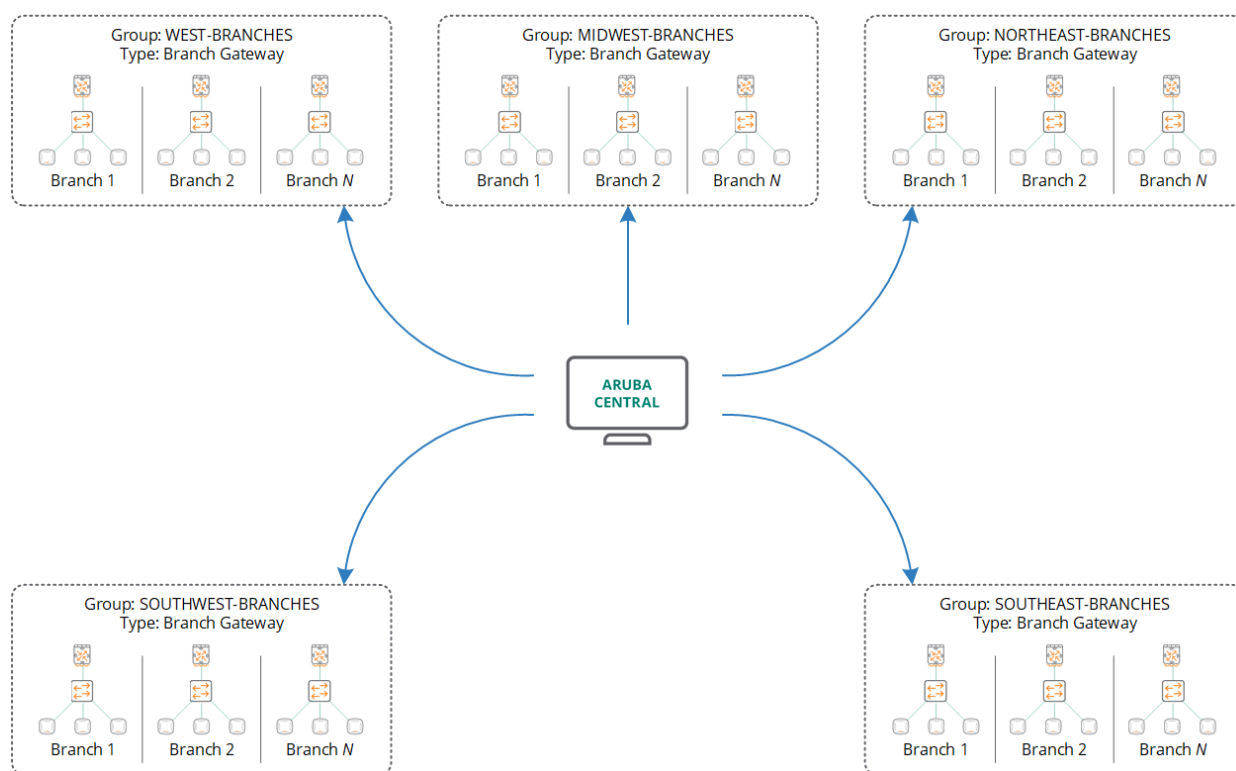 Group: WEST-BRANCHES
Type: Branch Gateway
Branch 1
Branch 2
Branch N
Group: MIDWEST-BRANCHES
Type: Branch Gateway
Branch 1
Branch 2
Branch N
Group: NORTHEAST-BRANCHES
Type: Branch Gateway
Branch 1
Branch 2
Branch N
ARUBA
CENTRAL
Group: SOUTHWEST-BRANCHES
Type: Branch Gateway
Branch 1
Branch 2
Branch N
Group: SOUTHEAST-BRANCHES
Type: Branch Gateway
Branch 1
Branch 2
Branch N